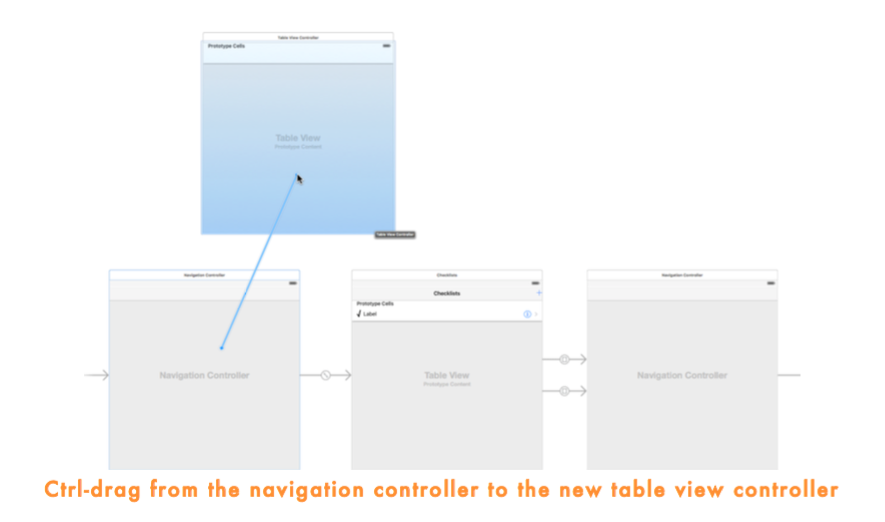 Table View Controller
Prototype Cells
Table View
Prototype Content
Table View Controller
Navigation Controller
Checklists
Navigation Controller
Checklists
+
Prototype Cells
√ Label
Navigation Controller
Table View
Prototype Content
Navigation Controller
Ctrl-drag from the navigation controller to the new table view controller